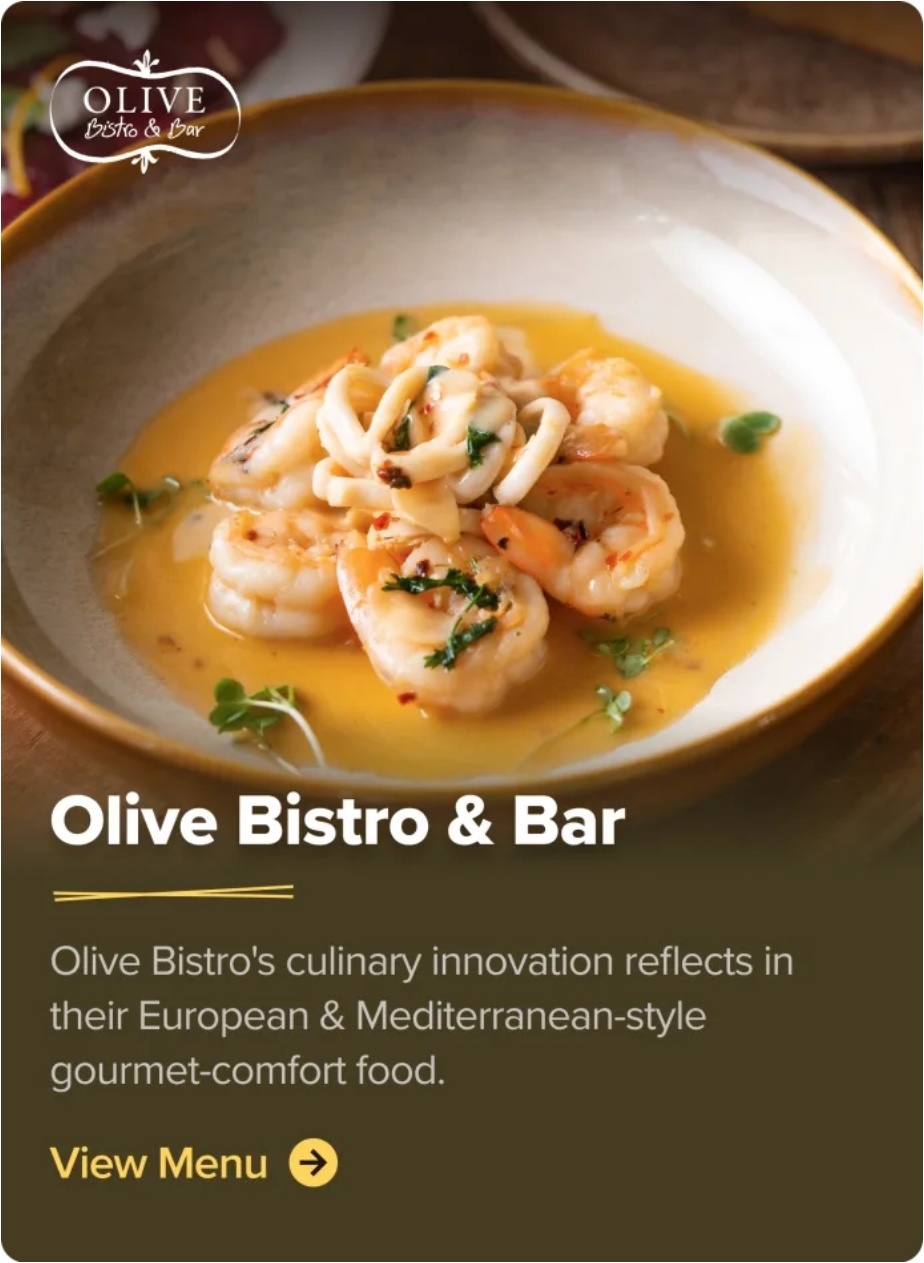 OLIVE
Bistro & Bar
Olive Bistro & Bar
Olive Bistro's culinary innovation reflects in
their European & Mediterranean-style
gourmet-comfort food.
View Menu